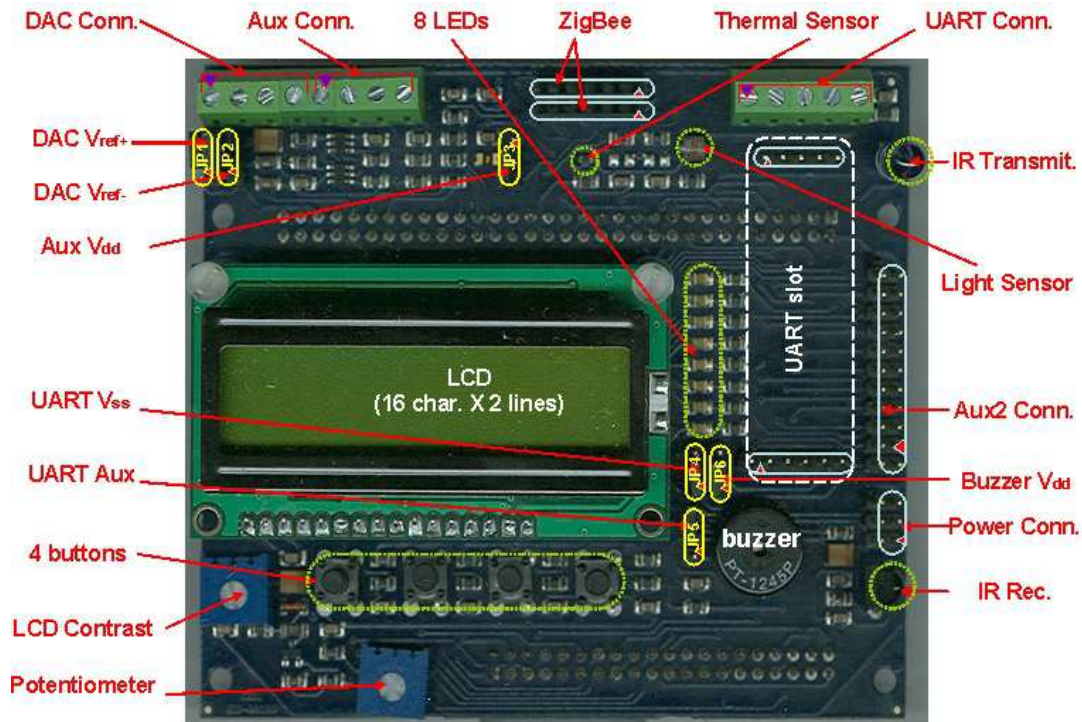 DAC Conn.
Aux Conn.
8 LEDs
ZigBee
Thermal Sensor
UART Conn.
DAC Vref+
JP1
JP2
JP3
IR Transmit.
DAC Vref-
Aux Vdd
Light Sensor
UART slot
LCD
(16 char. X 2 lines)
UART Vss
Aux2 Conn.
UART Aux
JP4
JP6
Buzzer Vdd
JP5
buzzer
Power Conn.
PT-1245P
4 buttons
IR Rec.
LCD Contrast
Potentiometer